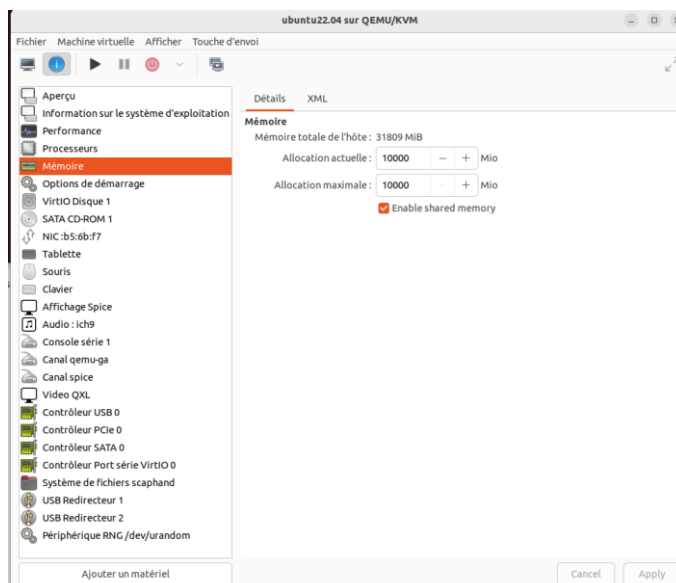 ubuntu22.04 sur QEMU/KVM
Fichier Machine virtuelle Afficher Touche d'envoi
Aperçu
Information sur le système d'exploitation
Performance
Processeurs
Mémoire
Options de démarrage
VirtIO Disque 1
SATA CD-ROM 1
NIC :b5:6b:f7
Tablette
Souris
Clavier
Affichage Spice
Audio : ich9
Console série 1
Canal qemu-ga
Canal spice
Video QXL
Contrôleur USB 0
Contrôleur PCIe 0
Contrôleur SATA 0
Contrôleur Port série VirtIO 0
Système de fichiers scaphand
USB Redirecteur 1
USB Redirecteur 2
Périphérique RNG /dev/urandom
Ajouter un matériel
Détails XML
Mémoire
Mémoire totale de l'hôte : 31809 MiB
Allocation actuelle : 10000 − + Mio
Allocation maximale : 10000 − + Mio
Enable shared memory
Cancel Apply